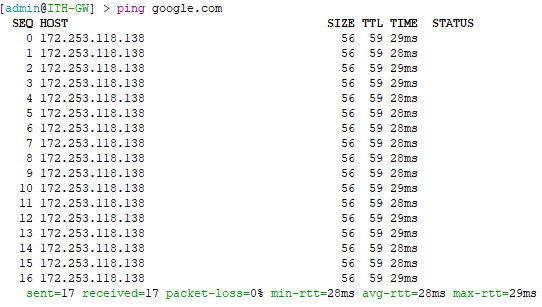 [admin@ITH-GW] > ping google.com
SEQ HOST SIZE TTL TIME STATUS
0 172.253.118.138 56 59 29ms
1 172.253.118.138 56 59 28ms
2 172.253.118.138 56 59 29ms
3 172.253.118.138 56 59 29ms
4 172.253.118.138 56 59 28ms
5 172.253.118.138 56 59 28ms
6 172.253.118.138 56 59 28ms
7 172.253.118.138 56 59 28ms
8 172.253.118.138 56 59 28ms
9 172.253.118.138 56 59 28ms
10 172.253.118.138 56 59 29ms
11 172.253.118.138 56 59 28ms
12 172.253.118.138 56 59 29ms
13 172.253.118.138 56 59 29ms
14 172.253.118.138 56 59 28ms
15 172.253.118.138 56 59 28ms
16 172.253.118.138 56 59 29ms
sent=17 received=17 packet-loss=0% min-rtt=28ms avg-rtt=28ms max-rtt=29ms